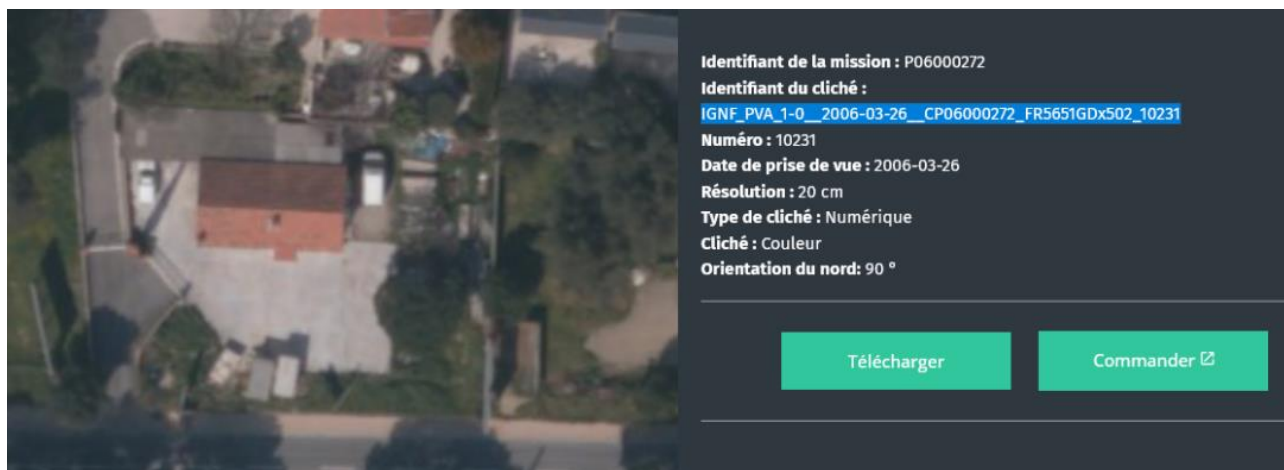 Identifiant de la mission : P06000272
Identifiant du cliché :
IGNF_PVA_1-0__2006-03-26__CP06000272_FR5651GDx502_10231
Numéro : 10231
Date de prise de vue : 2006-03-26
Résolution : 20 cm
Type de cliché : Numérique
Cliché : Couleur
Orientation du nord: 90 °
Télécharger
Commander